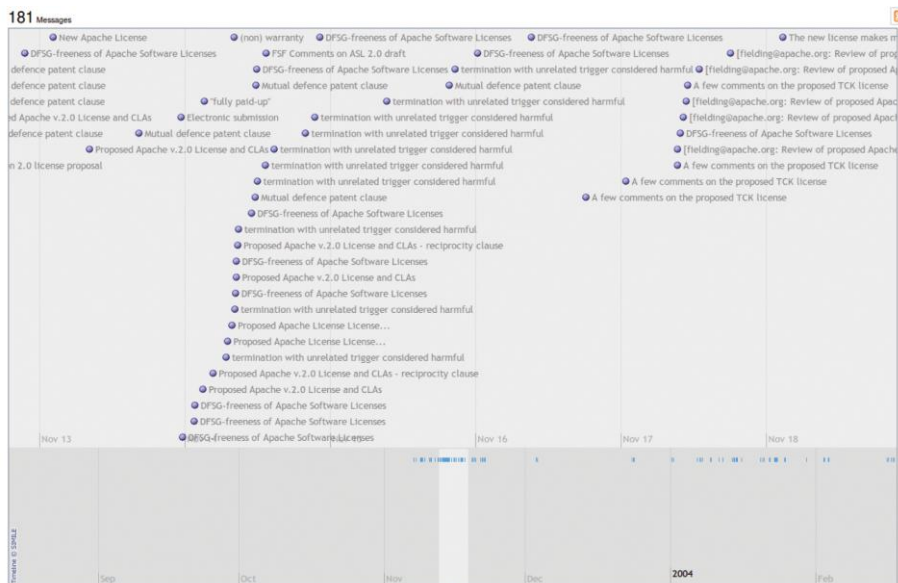 181 Messages
New Apache License (non) warranty DFSG-freeness of Apache Software Licenses DFSG-freeness of Apache Software Licenses The new license makes m
DFSG-freeness of Apache Software Licenses FSF Comments on ASL 2.0 draft DFSG-freeness of Apache Software Licenses [fielding@apache.org: Review of prop
defence patent clause DFSG-freeness of Apache Software Licenses termination with unrelated trigger considered harmful [fielding@apache.org: Review of proposed A
defence patent clause Mutual defence patent clause Mutual defence patent clause A few comments on the proposed TCK license
defence patent clause "fully paid-up" termination with unrelated trigger considered harmful [fielding@apache.org: Review of proposed Apac
ed Apache v.2.0 License and CLAs Electronic submission termination with unrelated trigger considered harmful [fielding@apache.org: Review of proposed Apach
defence patent clause Mutual defence patent clause termination with unrelated trigger considered harmful DFSG-freeness of Apache Software Licenses
Proposed Apache v.2.0 License and CLAs termination with unrelated trigger considered harmful [fielding@apache.org: Review of proposed Apache
n 2.0 license proposal termination with unrelated trigger considered harmful A few comments on the proposed TCK license
termination with unrelated trigger considered harmful A few comments on the proposed TCK license
Mutual defence patent clause A few comments on the proposed TCK license
DFSG-freeness of Apache Software Licenses
termination with unrelated trigger considered harmful
Proposed Apache v.2.0 License and CLAs - reciprocity clause
DFSG-freeness of Apache Software Licenses
Proposed Apache v.2.0 License and CLAs
DFSG-freeness of Apache Software Licenses
termination with unrelated trigger considered harmful
Proposed Apache License License...
Proposed Apache License License...
termination with unrelated trigger considered harmful
Proposed Apache v.2.0 License and CLAs - reciprocity clause
Proposed Apache v.2.0 License and CLAs
DFSG-freeness of Apache Software Licenses
DFSG-freeness of Apache Software Licenses
DFSG-freeness of Apache Software Licenses
Nov 13 Nov 16 Nov 17 Nov 18
Timeline © SIMILE
Sep Oct Nov Dec 2004 Feb